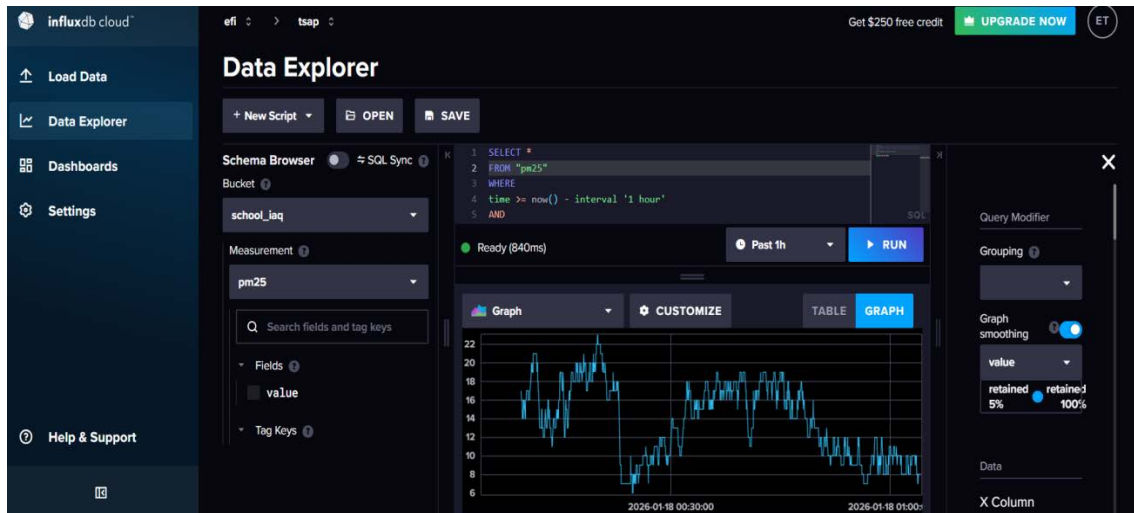 influxdb cloud™
efi > tsap
Get $250 free credit
UPGRADE NOW
ET
Load Data
Data Explorer
Dashboards
Settings
Help & Support
Data Explorer
+ New Script
OPEN
SAVE
Schema Browser
SQL Sync
Bucket
school_iaq
Measurement
pm25
Search fields and tag keys
Fields
value
Tag Keys
1 SELECT *
2 FROM "pm25"
3 WHERE
4 time >= now() - interval '1 hour'
5 AND
SQL
Ready (840ms)
Past 1h
RUN
Graph
CUSTOMIZE
TABLE
GRAPH
22
20
18
16
14
12
10
8
6
2026-01-18 00:30:00
2026-01-18 01:00:
X
Query Modifier
Grouping
Graph
smoothing
value
retained retained
5% 100%
Data
X Column